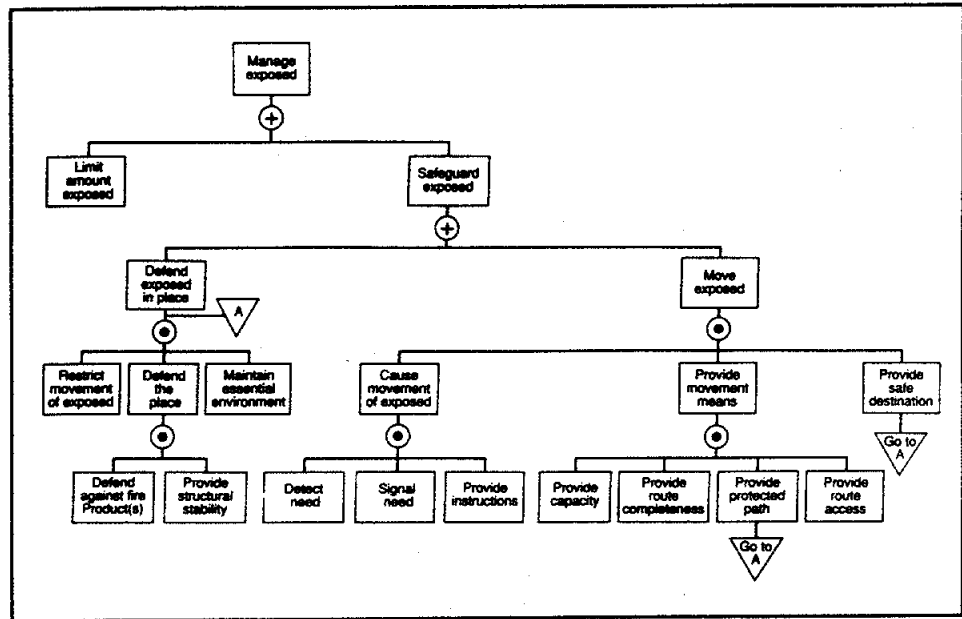 Manage
exposed
Limit
amount
exposed
Safeguard
exposed
Defend
exposed
in place
Move
exposed
A
Restrict
movement
of exposed
Defend
the
place
Maintain
essential
environment
Cause
movement
of exposed
Provide
movement
means
Provide
safe
destination
Go to
A
Defend
against fire
Product(s)
Provide
structural
stability
Detect
need
Signal
need
Provide
instructions
Provide
capacity
Provide
route
completeness
Provide
protected
path
Provide
route
access
Go to
A